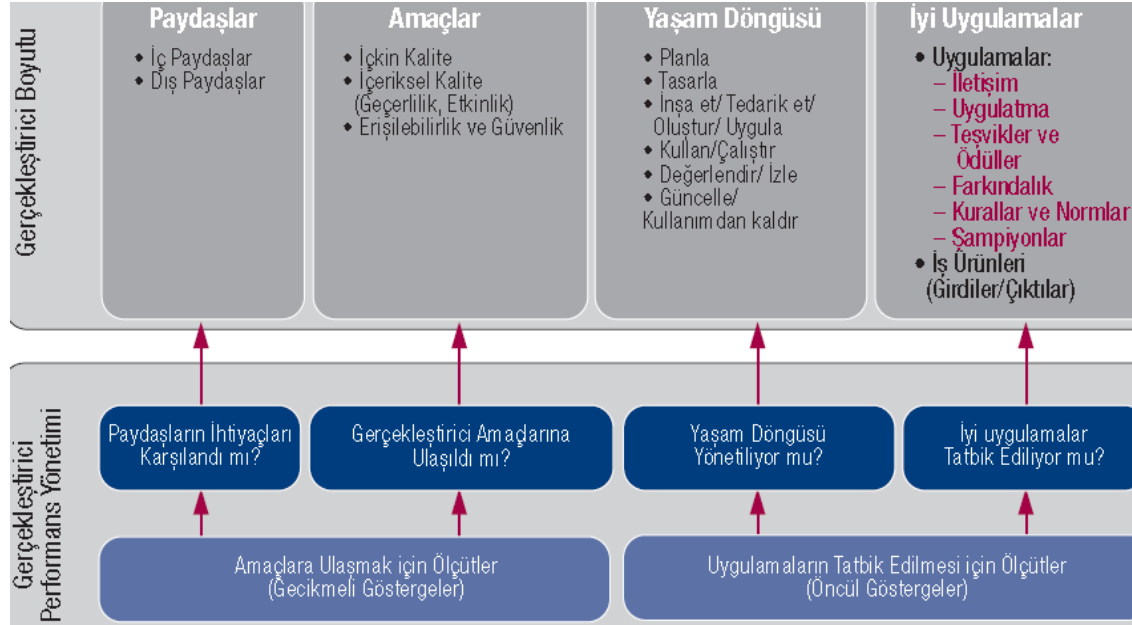 Gerçekleştirici Boyutu
Paydaşlar
• İç Paydaşlar
• Dış Paydaşlar
Amaçlar
• İçkin Kalite
• İçeriksel Kalite
(Geçerlilik, Etkinlik)
• Erişilebilirlik ve Güvenlik
Yaşam Döngüsü
• Planla
• Tasarla
• İnşa et/ Tedarik et/
Oluştur/ Uygula
• Kullan/Çalıştır
• Değerlendir/ İzle
• Güncelle/
Kullanımdan kaldır
İyi Uygulamalar
• Uygulamalar:
– İletişim
– Uygulatma
– Teşvikler ve
Ödüller
– Farkındalık
– Kurallar ve Normlar
– Şampiyonlar
• İş Ürünleri
(Girdiler/Çıktılar)
Gerçekleştirici
Performans Yönetimi
Paydaşların İhtiyaçları
Karşılandı mı?
Gerçekleştirici Amaçlarına
Ulaşıldı mı?
Yaşam Döngüsü
Yönetiliyor mu?
İyi uygulamalar
Tatbik Ediliyor mu?
Amaçlara Ulaşmak için Ölçütler
(Gecikmeli Göstergeler)
Uygulamaların Tatbik Edilmesi için Ölçütler
(Öncül Göstergeler)